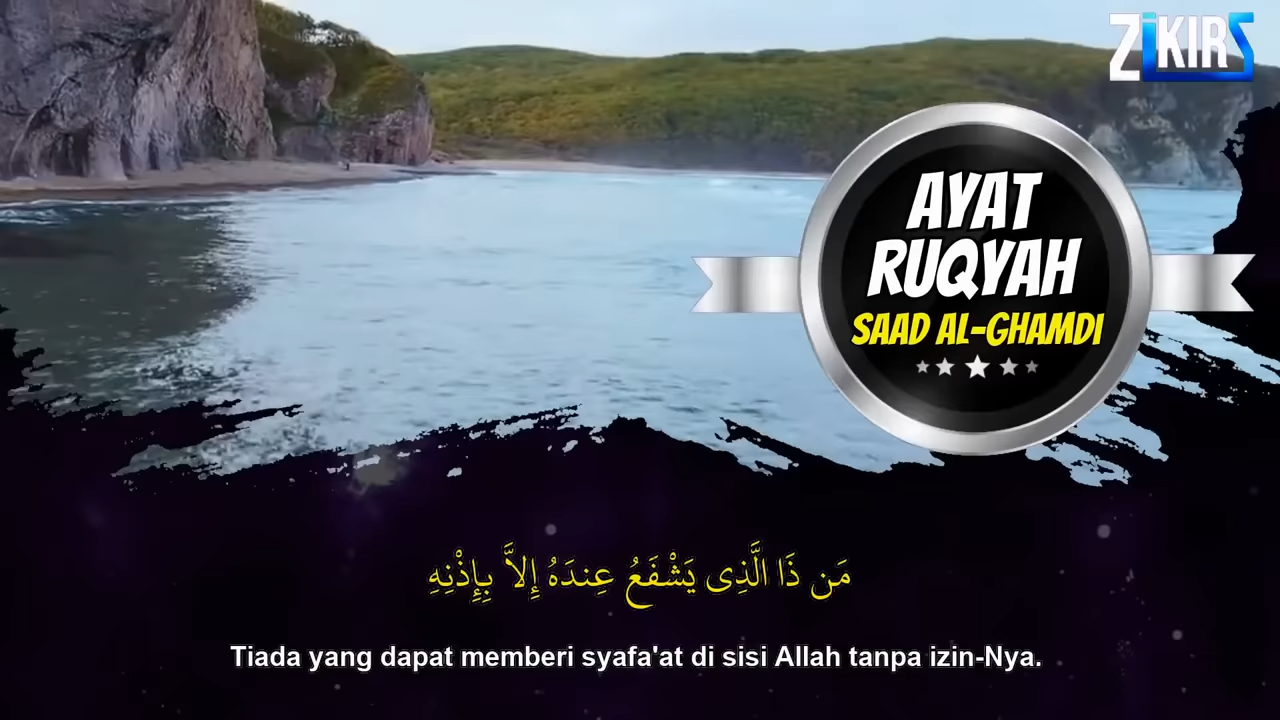 ZIKIRS
AYAT
RUQYAH
SAAD AL-GHAMDI
مَن ذَا الَّذِى يَشْفَعُ عِندَهُ إِلاَّ بِإِذْنِهِ
Tiada yang dapat memberi syafa'at di sisi Allah tanpa izin-Nya.